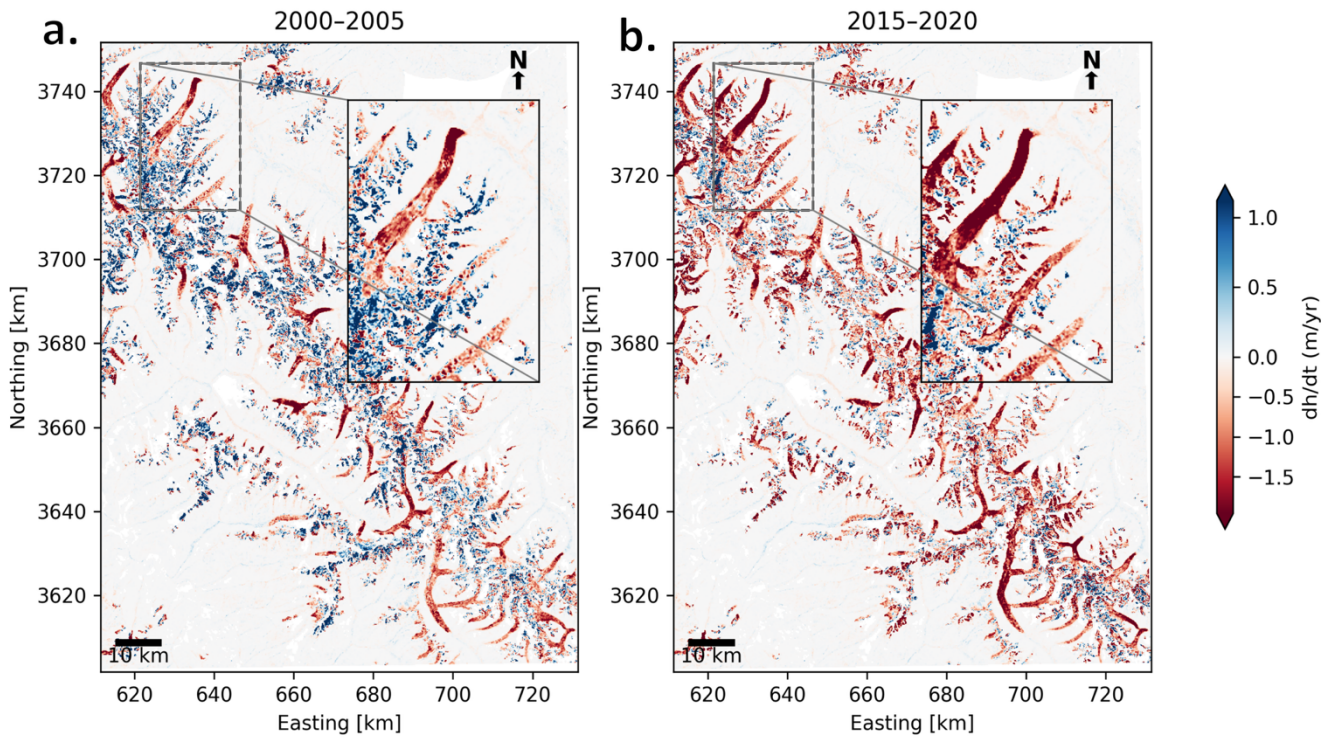 a.
2000–2005
N
3740
3720
3700
3680
3660
3640
3620
Northing [km]
10 km
620 640 660 680 700 720
Easting [km]
b.
2015–2020
N
3740
3720
3700
3680
3660
3640
3620
Northing [km]
10 km
620 640 660 680 700 720
Easting [km]
1.0
0.5
0.0
−0.5
−1.0
−1.5
dh/dt (m/yr)